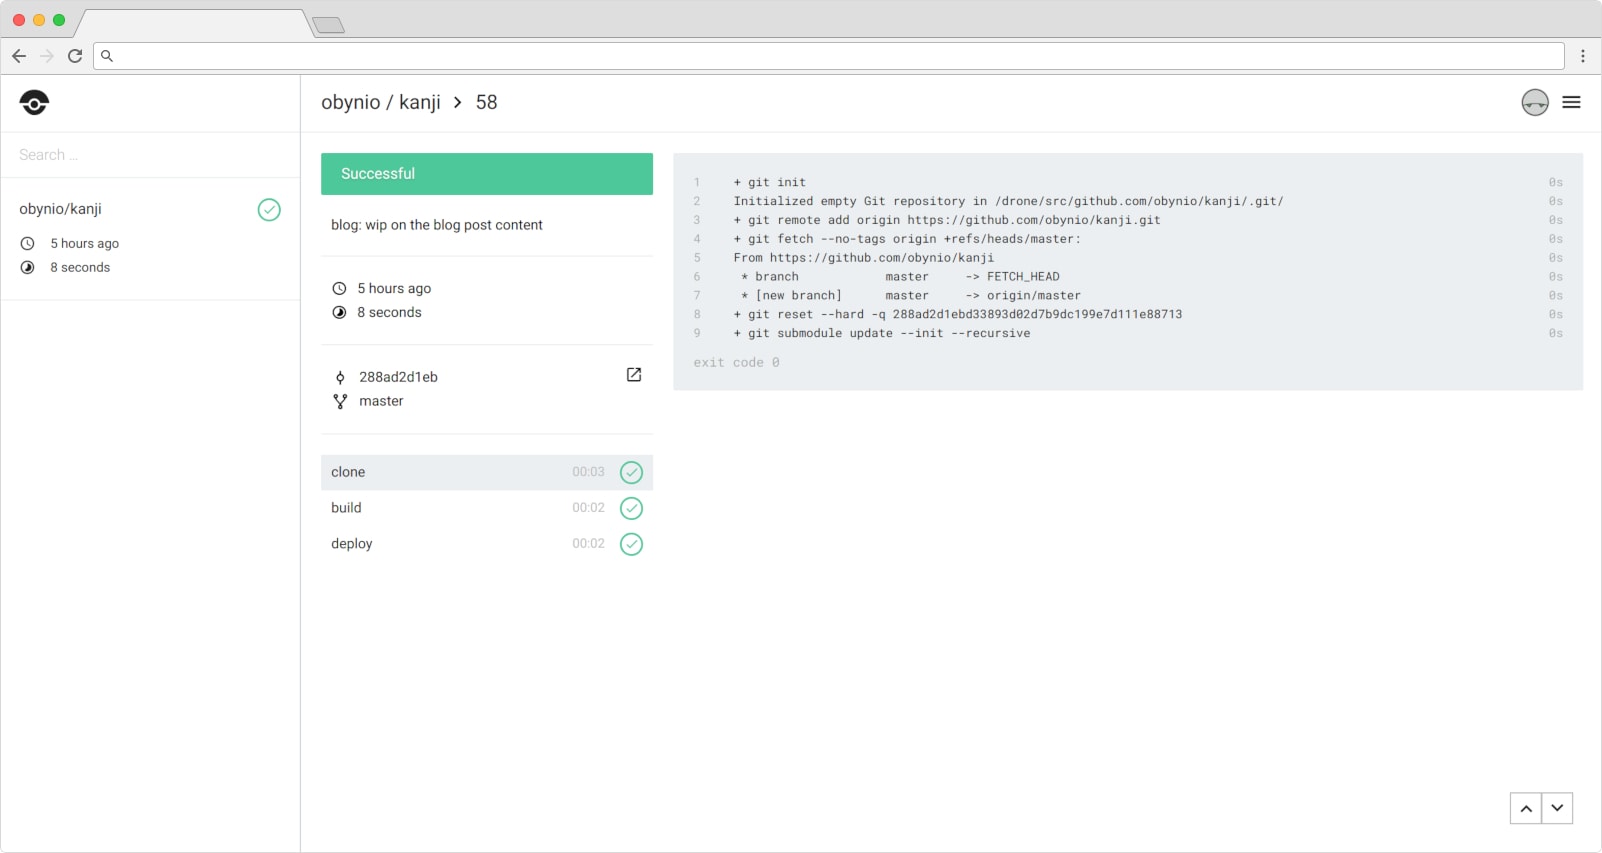 obynio / kanji > 58
Search ...
obynio/kanji
5 hours ago
8 seconds
Successful
blog: wip on the blog post content
5 hours ago
8 seconds
288ad2d1eb
master
clone 00:03
build 00:02
deploy 00:02
1 + git init 0s
2 Initialized empty Git repository in /drone/src/github.com/obynio/kanji/.git/ 0s
3 + git remote add origin https://github.com/obynio/kanji.git 0s
4 + git fetch --no-tags origin +refs/heads/master: 0s
5 From https://github.com/obynio/kanji 0s
6 * branch master -> FETCH_HEAD 0s
7 * [new branch] master -> origin/master 0s
8 + git reset --hard -q 288ad2d1ebd33893d02d7b9dc199e7d111e88713 0s
9 + git submodule update --init --recursive 0s
exit code 0